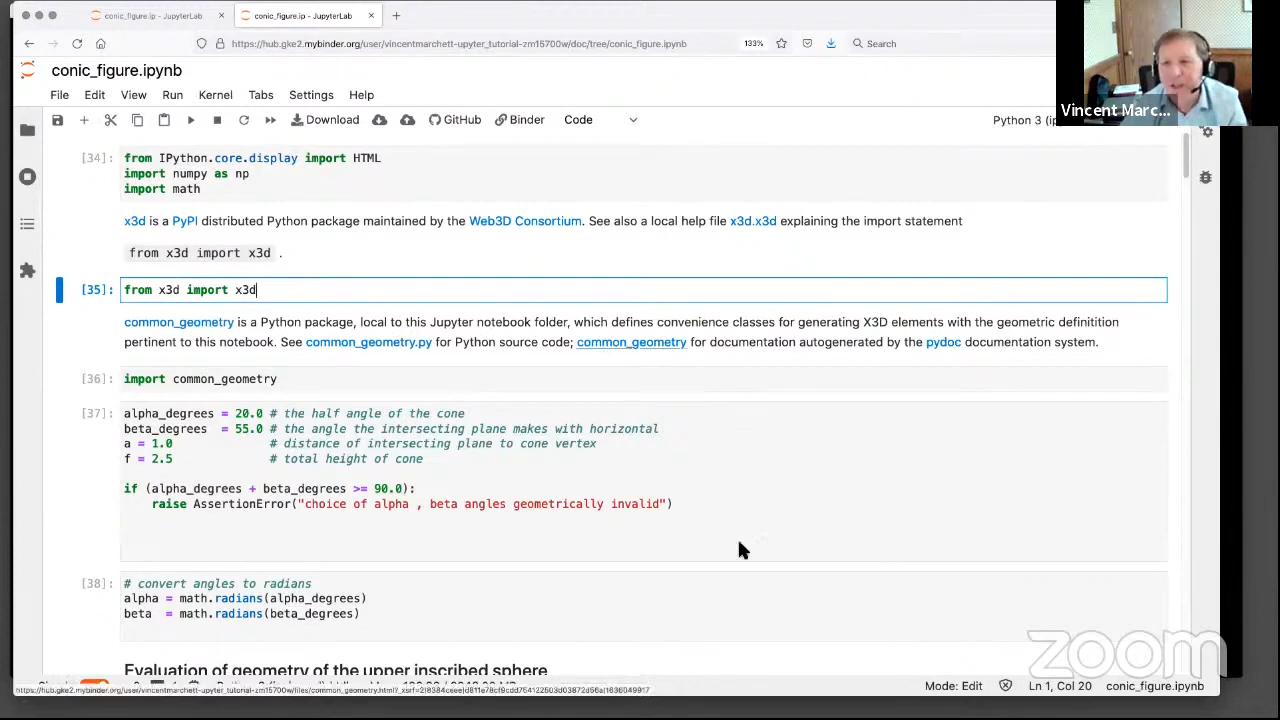 conic_figure.ip - JupyterLab
conic_figure.ip - JupyterLab
https://hub.gke2.mybinder.org/user/vincentmarchett-upyter_tutorial-zm15700w/doc/tree/conic_figure.ipynb
133%
Search
conic_figure.ipynb
Vincent Marc...
File Edit View Run Kernel Tabs Settings Help
Download GitHub Binder Code
Python 3 (ip
[34]: from IPython.core.display import HTML
import numpy as np
import math
x3d is a PyPI distributed Python package maintained by the Web3D Consortium. See also a local help file x3d.x3d explaining the import statement
from x3d import x3d .
[35]: from x3d import x3d
common_geometry is a Python package, local to this Jupyter notebook folder, which defines convenience classes for generating X3D elements with the geometric definitition
pertinent to this notebook. See common_geometry.py for Python source code; common_geometry for documentation autogenerated by the pydoc documentation system.
[36]: import common_geometry
[37]: alpha_degrees = 20.0 # the half angle of the cone
beta_degrees = 55.0 # the angle the intersecting plane makes with horizontal
a = 1.0 # distance of intersecting plane to cone vertex
f = 2.5 # total height of cone
if (alpha_degrees + beta_degrees >= 90.0):
raise AssertionError("choice of alpha , beta angles geometrically invalid")
[38]: # convert angles to radians
alpha = math.radians(alpha_degrees)
beta = math.radians(beta_degrees)
Evaluation of geometry of the upper inscribed sphere
zoom
Mode: Edit
Ln 1, Col 20
conic_figure.ipynb